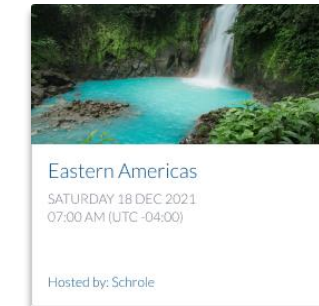 Eastern Americas
SATURDAY 18 DEC 2021
07:00 AM (UTC -04:00)
Hosted by: Schrole